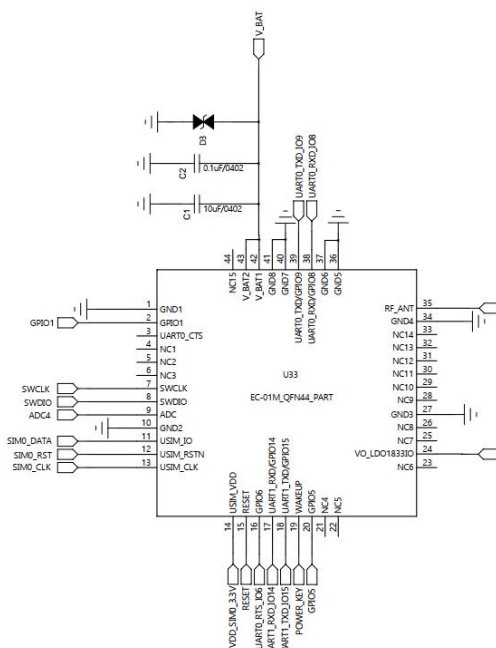 V_BAT
D3
C2
0.1uF/0402
C1
10uF/0402
UART0_TXD_IO9
UART0_RXD_IO8
44
43
42
41
40
39
38
37
36
NC15
V_BAT2
V_BAT1
GND8
GND7
UART0_TXD/GPIO9
UART0_RXD/GPIO8
GND6
GND5
1 GND1
GPIO1 2 GPIO1
3 UART0_CTS
4 NC1
5 NC2
6 NC3
SWCLK 7 SWCLK
SWDIO 8 SWDIO
ADC4 9 ADC
10 GND2
SIM0_DATA 11 USIM_IO
SIM0_RST 12 USIM_RSTN
SIM0_CLK 13 USIM_CLK
U33
EC-01M_QFN44_PART
RF_ANT 35
GND4 34
NC14 33
NC13 32
NC12 31
NC11 30
NC10 29
NC9 28
GND3 27
NC8 26
NC7 25
VO_LDO1833IO 24
NC6 23
USIM_VDD
RESET
GPIO6
UART1_RXD/GPIO14
UART1_TXD/GPIO15
WAKEUP
GPIO5
NC4
NC5
14
15
16
17
18
19
20
21
22
VDD_SIM0_3.3V
RESET
UART0_RTS_IO6
UART1_RXD_IO14
UART1_TXD_IO15
POWER_KEY
GPIO5